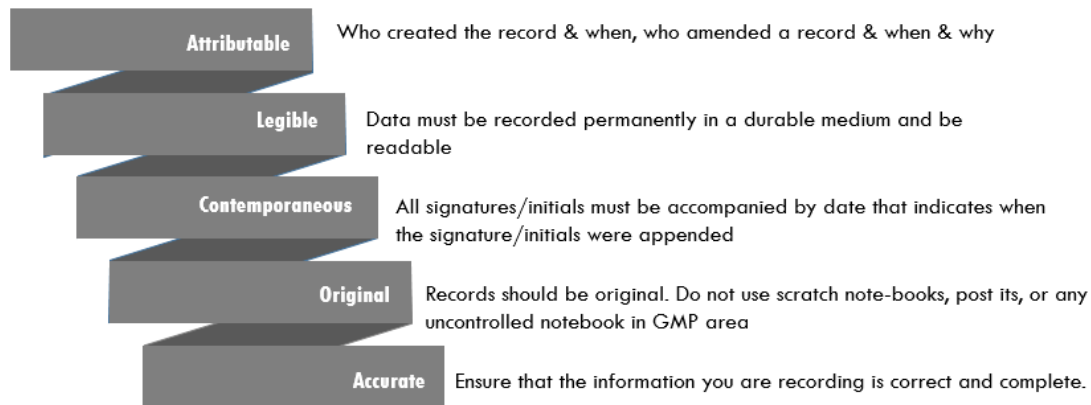 Attributable
Who created the record & when, who amended a record & when & why
Legible
Data must be recorded permanently in a durable medium and be
readable
Contemporaneous
All signatures/initials must be accompanied by date that indicates when
the signature/initials were appended
Original
Records should be original. Do not use scratch note-books, post its, or any
uncontrolled notebook in GMP area
Accurate
Ensure that the information you are recording is correct and complete.